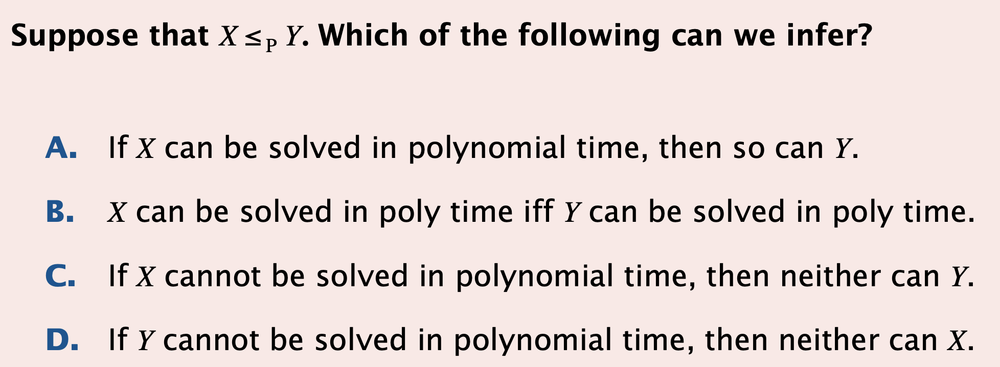 Suppose that X ≤P Y. Which of the following can we infer?
A. If X can be solved in polynomial time, then so can Y.
B. X can be solved in poly time iff Y can be solved in poly time.
C. If X cannot be solved in polynomial time, then neither can Y.
D. If Y cannot be solved in polynomial time, then neither can X.